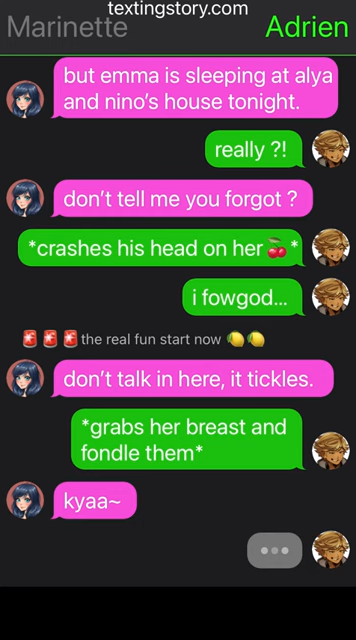 textingstory.com
Marinette Adrien
but emma is sleeping at alya
and nino's house tonight.
really ?!
don't tell me you forgot ?
*crashes his head on her🍒*
i fowgod...
🚨🚨🚨the real fun start now 🍋🍋
don't talk in here, it tickles.
*grabs her breast and
fondle them*
kyaa~